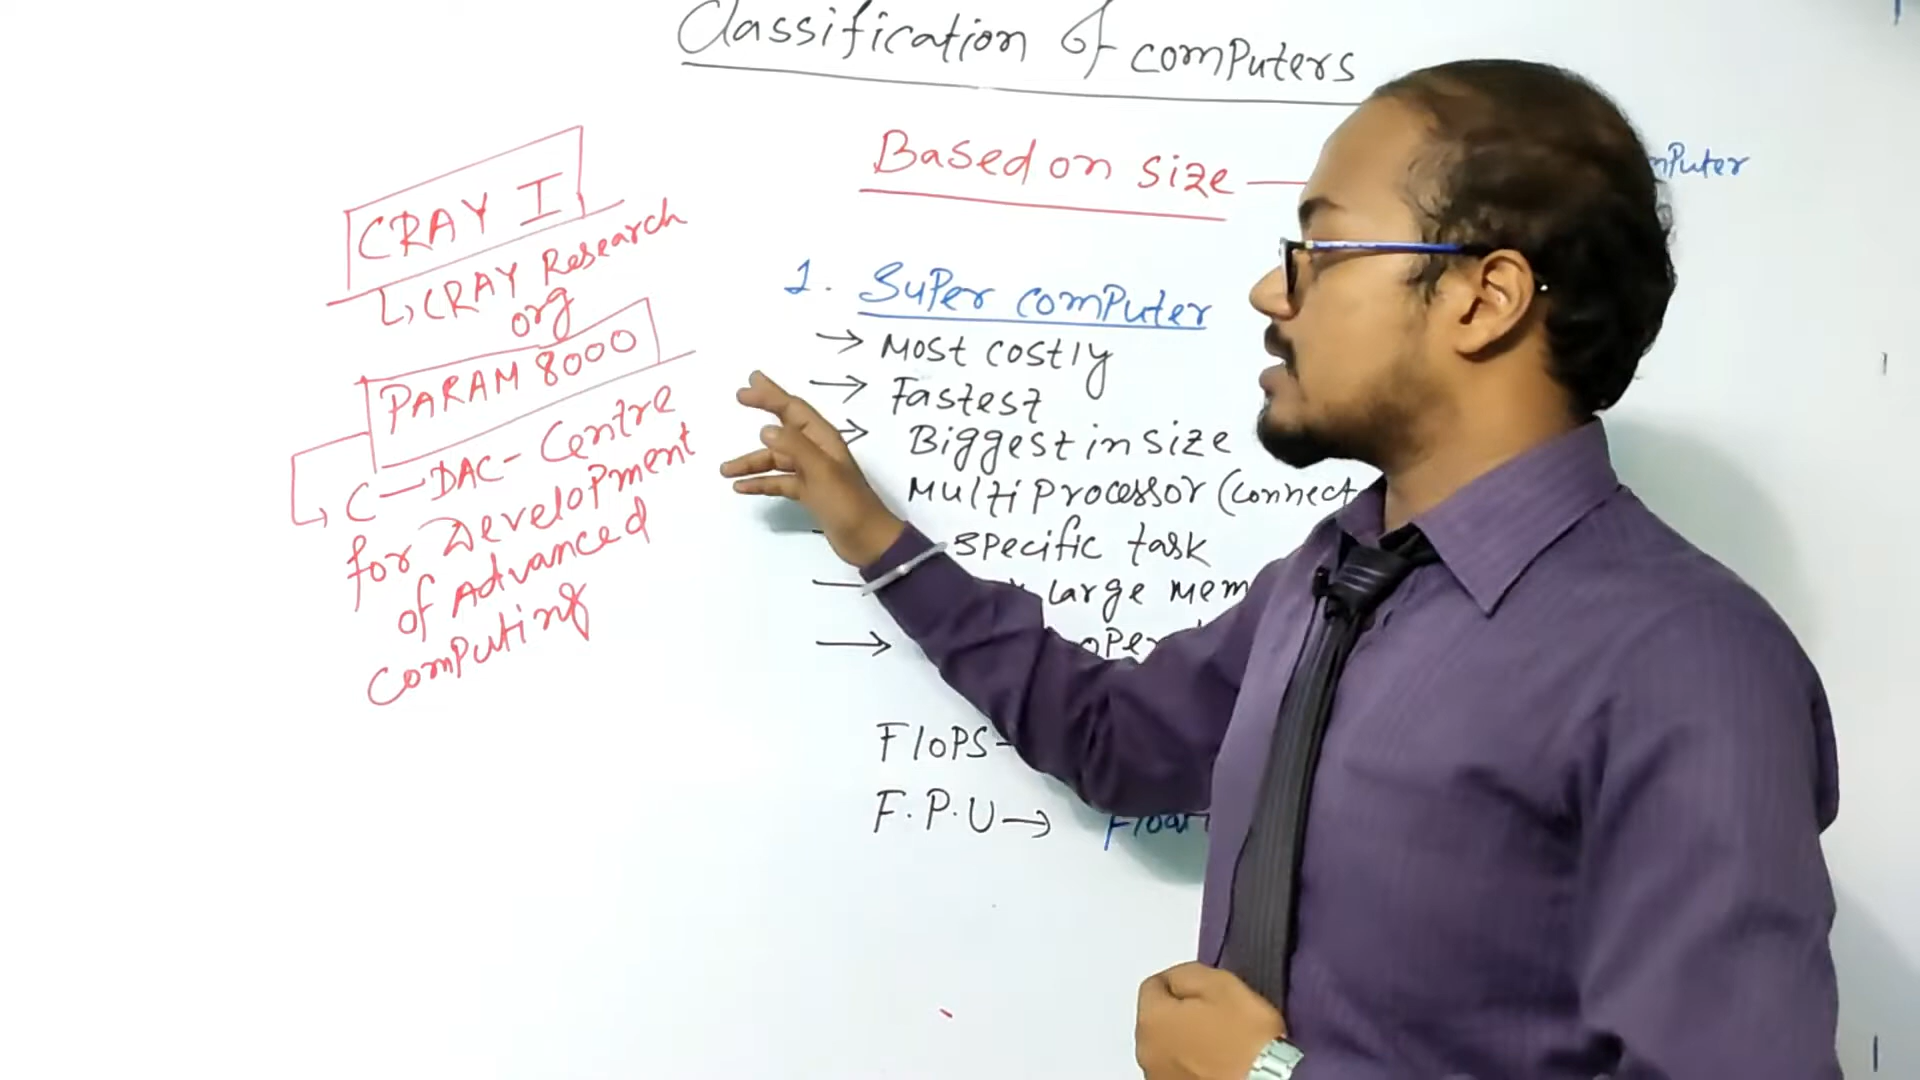 Classification of computers
Based on size
1. Super computer
→ Most costly
→ Fastest
→ Biggest in size
Multi Processor (connect
specific task
large mem
→ oper
Flops-
F.P.U →
CRAY I
↳ CRAY Research
org
PARAM 8000
C-DAC- Centre
for Development
of Advanced
computing